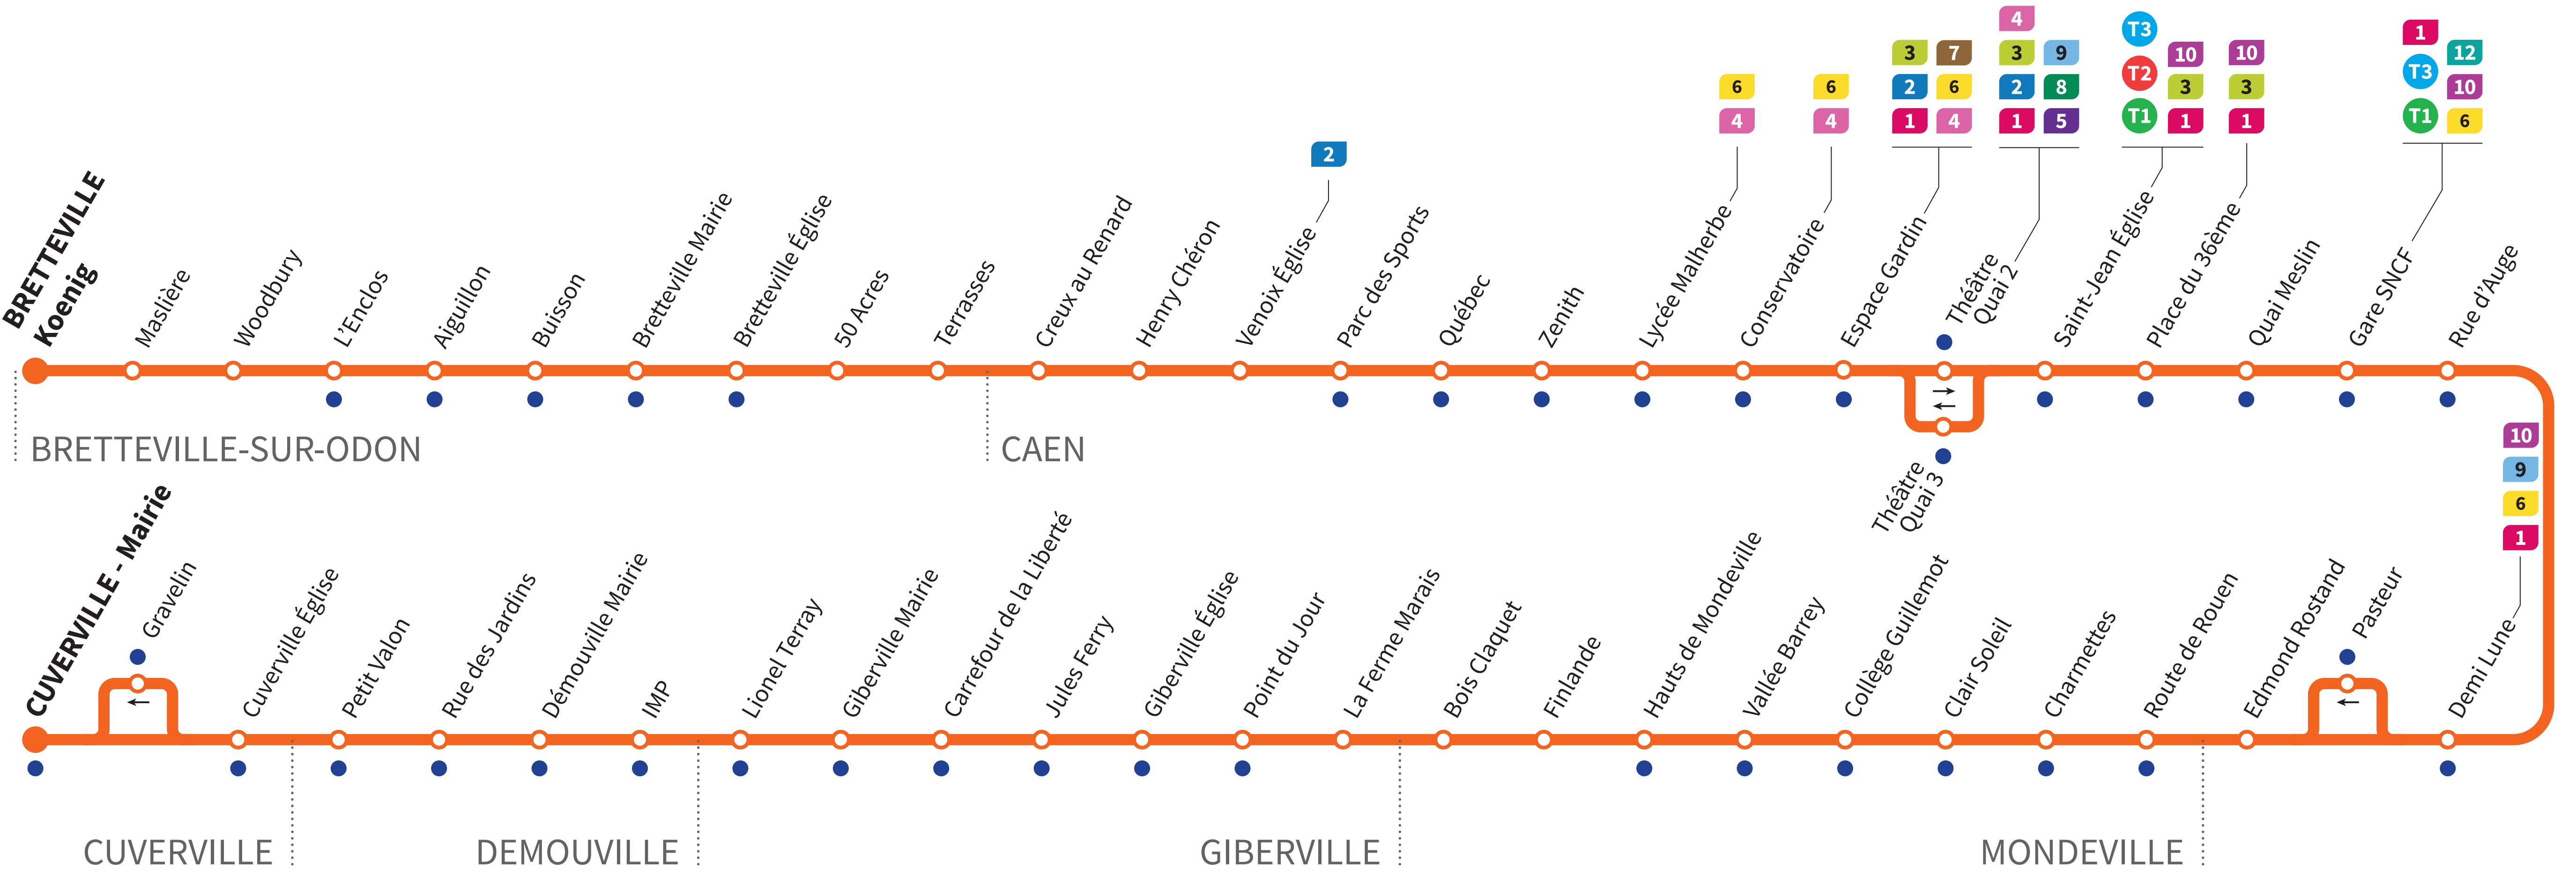 BRETTEVILLE
Koenig
Maslière
Woodbury
L'Enclos
Aiguillon
Buisson
Bretteville Mairie
Bretteville Église
50 Acres
Terrasses
Creux au Renard
Henry Chéron
2
Venoix Église
Parc des Sports
Québec
Zenith
6
4
Lycée Malherbe
6
4
Conservatoire
3 7
2 6
1 4
Espace Gardin
4
3 9
2 8
1 5
Théâtre
Quai 2
T3
T2 10
T1 3
1
Saint-Jean Église
10
3
1
Place du 36ème
Quai Meslin
1
T3 12
T1 10
6
Gare SNCF
Rue d'Auge
Théâtre
Quai 3
BRETTEVILLE-SUR-ODON
CAEN
10
9
6
1
CUVERVILLE - Mairie
Gravelin
Cuverville Église
Petit Valon
Rue des Jardins
Démouville Mairie
IMP
Lionel Terray
Giberville Mairie
Carrefour de la Liberté
Jules Ferry
Giberville Église
Point du Jour
La Ferme Marais
Bois Claquet
Finlande
Hauts de Mondeville
Vallée Barrey
Collège Guillemot
Clair Soleil
Charmettes
Route de Rouen
Edmond Rostand
Pasteur
Demi Lune
CUVERVILLE
DEMOUVILLE
GIBERVILLE
MONDEVILLE